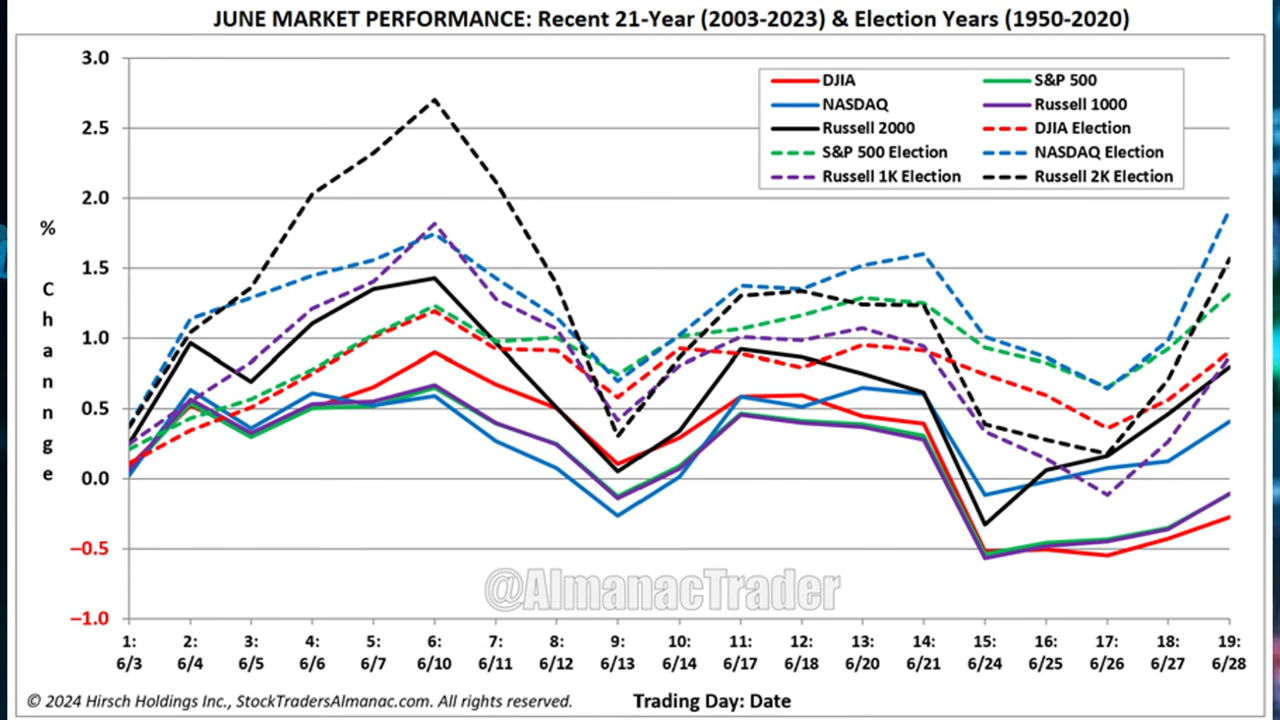 JUNE MARKET PERFORMANCE: Recent 21-Year (2003-2023) & Election Years (1950-2020)
3.0
2.5
2.0
1.5
1.0
0.5
0.0
−0.5
−1.0
%
C
h
a
n
n
g
e
DJIA
S&P 500
NASDAQ
Russell 1000
Russell 2000
DJIA Election
S&P 500 Election
NASDAQ Election
Russell 1K Election
Russell 2K Election
@AlmanacTrader
1: 2: 3: 4: 5: 6: 7: 8: 9: 10: 11: 12: 13: 14: 15: 16: 17: 18: 19:
6/3 6/4 6/5 6/6 6/7 6/10 6/11 6/12 6/13 6/14 6/17 6/18 6/20 6/21 6/24 6/25 6/26 6/27 6/28
© 2024 Hirsch Holdings Inc., StockTradersAlmanac.com. All rights reserved.
Trading Day: Date